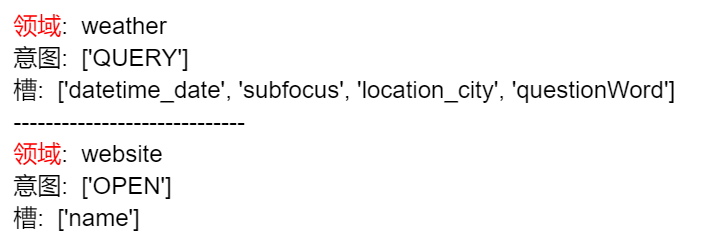 领域:  weather
意图:  ['QUERY']
槽:  ['datetime_date', 'subfocus', 'location_city', 'questionWord']
-----------------------------
领域:  website
意图:  ['OPEN']
槽:  ['name']